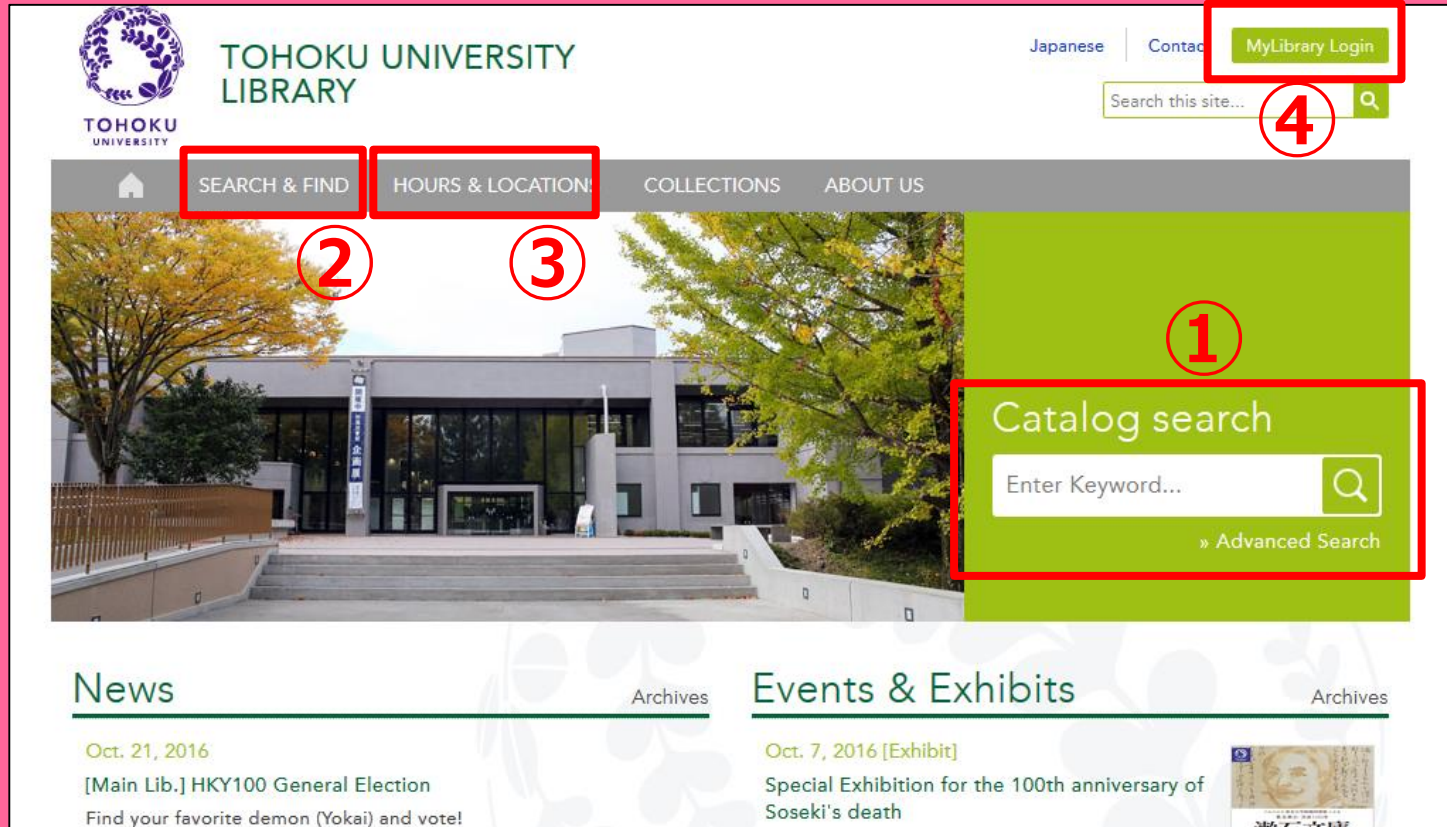 TOHOKU UNIVERSITY
LIBRARY
TOHOKU
UNIVERSITY
Japanese
Contac
MyLibrary Login
Search this site...
④
SEARCH & FIND
HOURS & LOCATIONS
COLLECTIONS
ABOUT US
②
③
①
企画展
Catalog search
Enter Keyword...
» Advanced Search
News
Archives
Oct. 21, 2016
[Main Lib.] HKY100 General Election
Find your favorite demon (Yokai) and vote!
Events & Exhibits
Archives
Oct. 7, 2016 [Exhibit]
Special Exhibition for the 100th anniversary of
Soseki's death